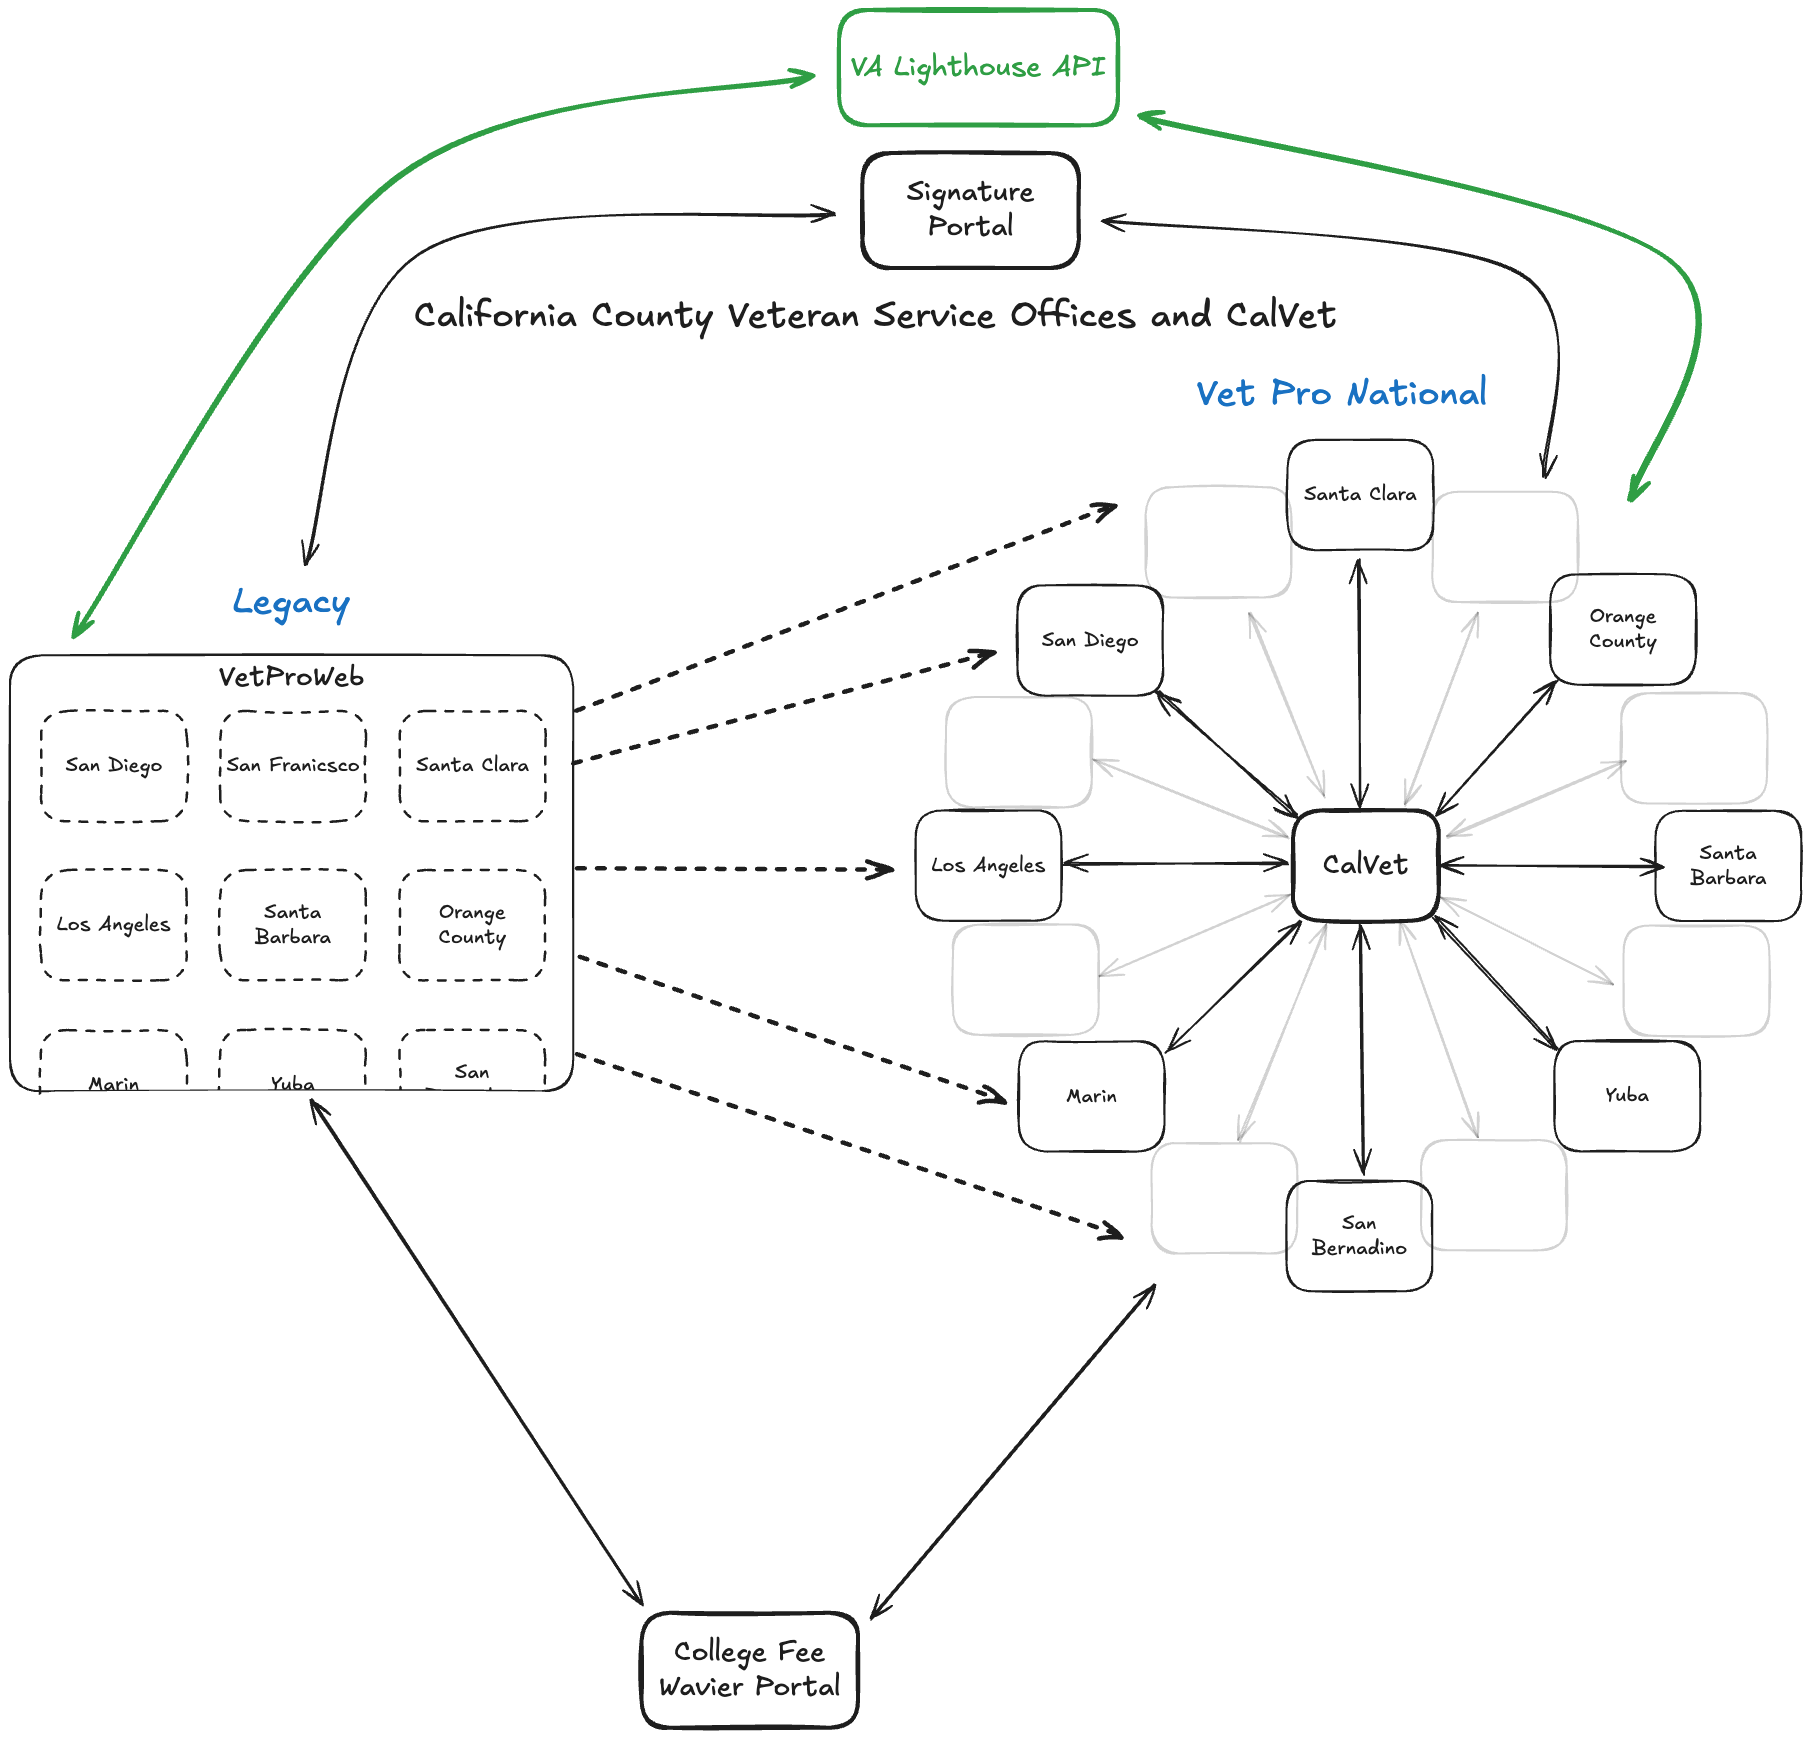 VA Lighthouse API
Signature
Portal
California County Veteran Service Offices and CalVet
Vet Pro National
Legacy
VetProWeb
San Diego
San Franicsco
Santa Clara
Los Angeles
Santa
Barbara
Orange
County
Marin
Yuba
San
Santa Clara
San Diego
Orange
County
Los Angeles
CalVet
Santa
Barbara
Marin
Yuba
San
Bernadino
College Fee
Wavier Portal